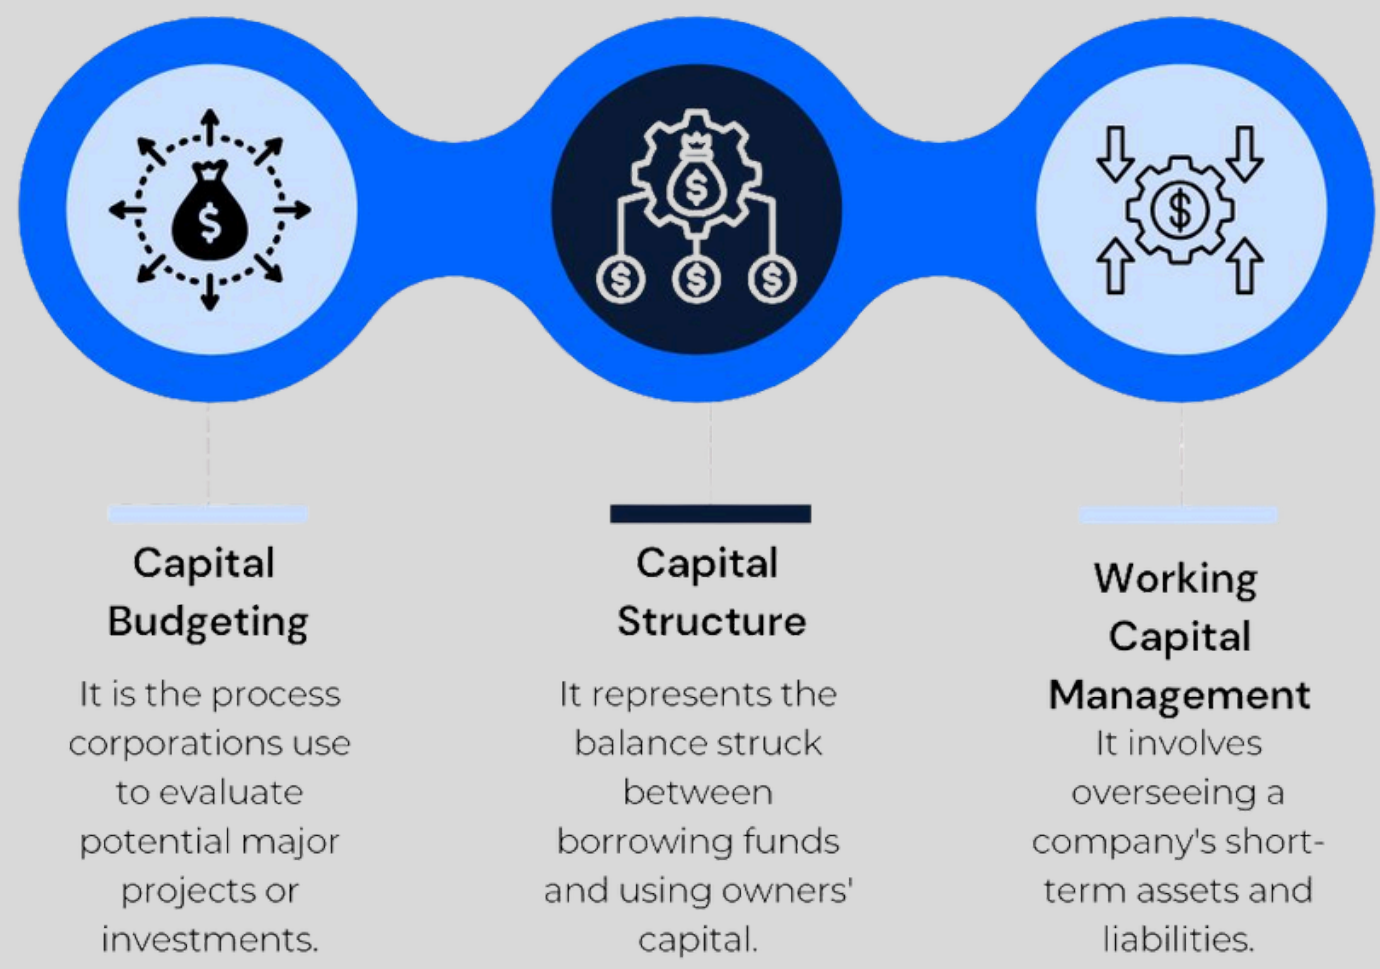 Capital
Budgeting
It is the process
corporations use
to evaluate
potential major
projects or
investments.
Capital
Structure
It represents the
balance struck
between
borrowing funds
and using owners'
capital.
Working
Capital
Management
It involves
overseeing a
company's short-
term assets and
liabilities.
$
$
$
$
$
$